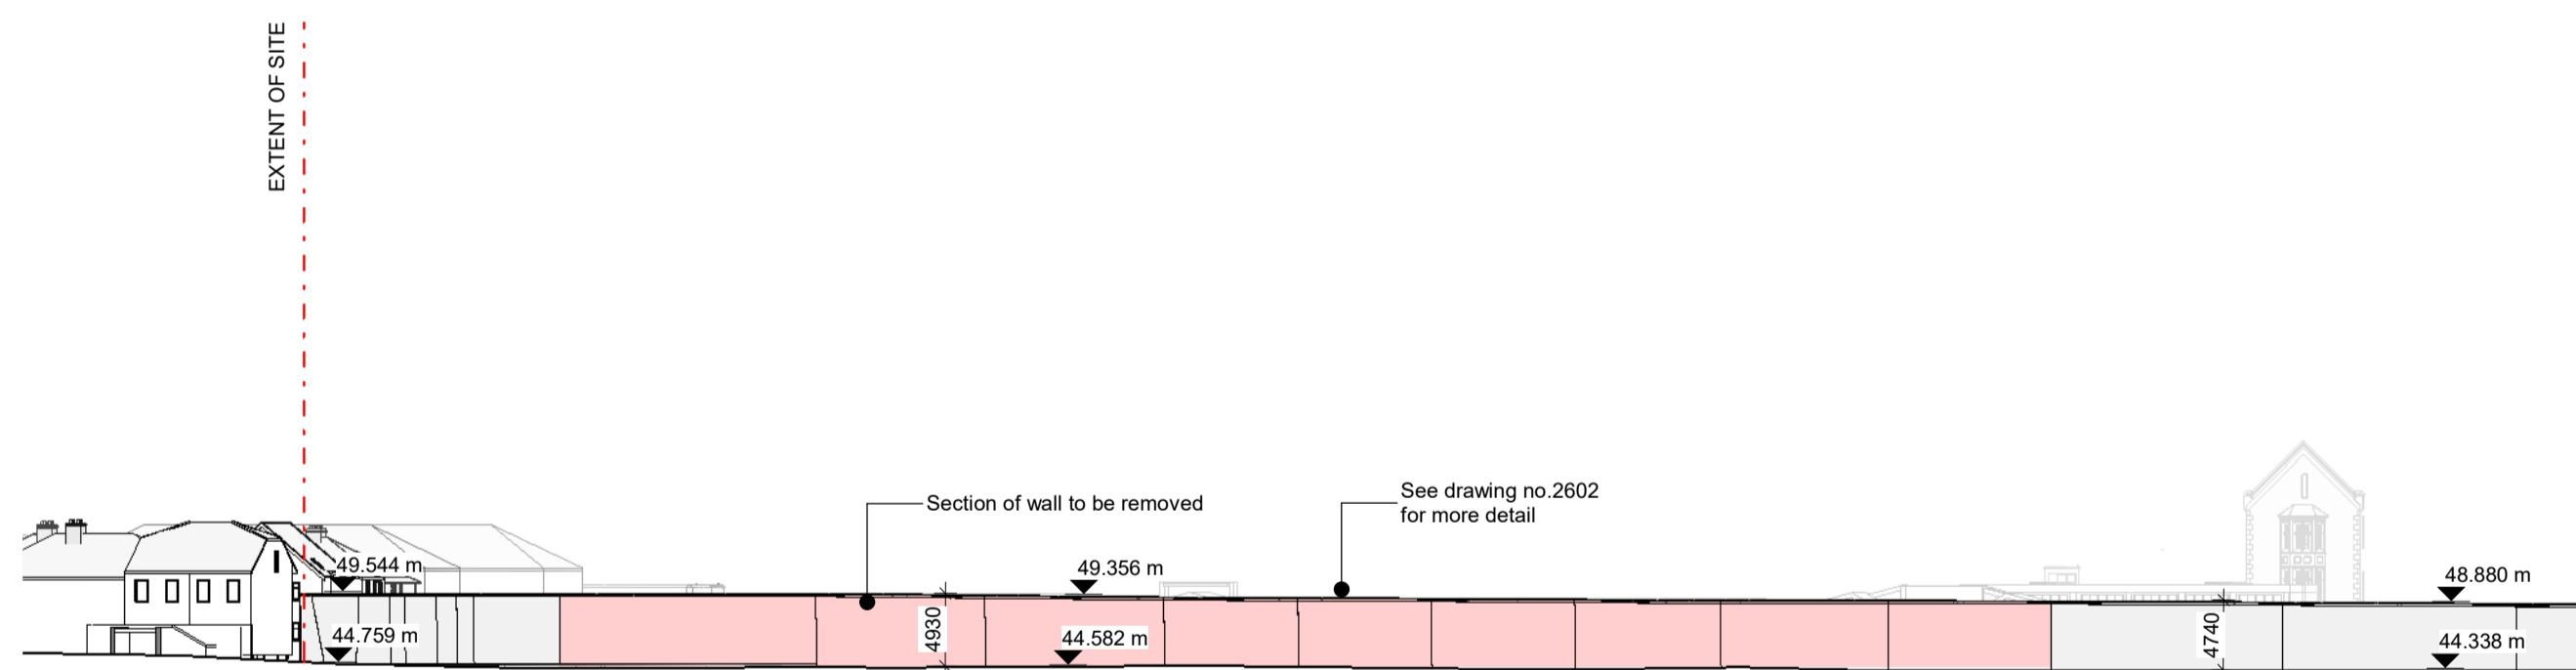 EXTENT OF SITE
Section of wall to be removed
See drawing no.2602
for more detail
49.544 m
49.356 m
48.880 m
44.759 m
4930
44.582 m
4740
44.338 m